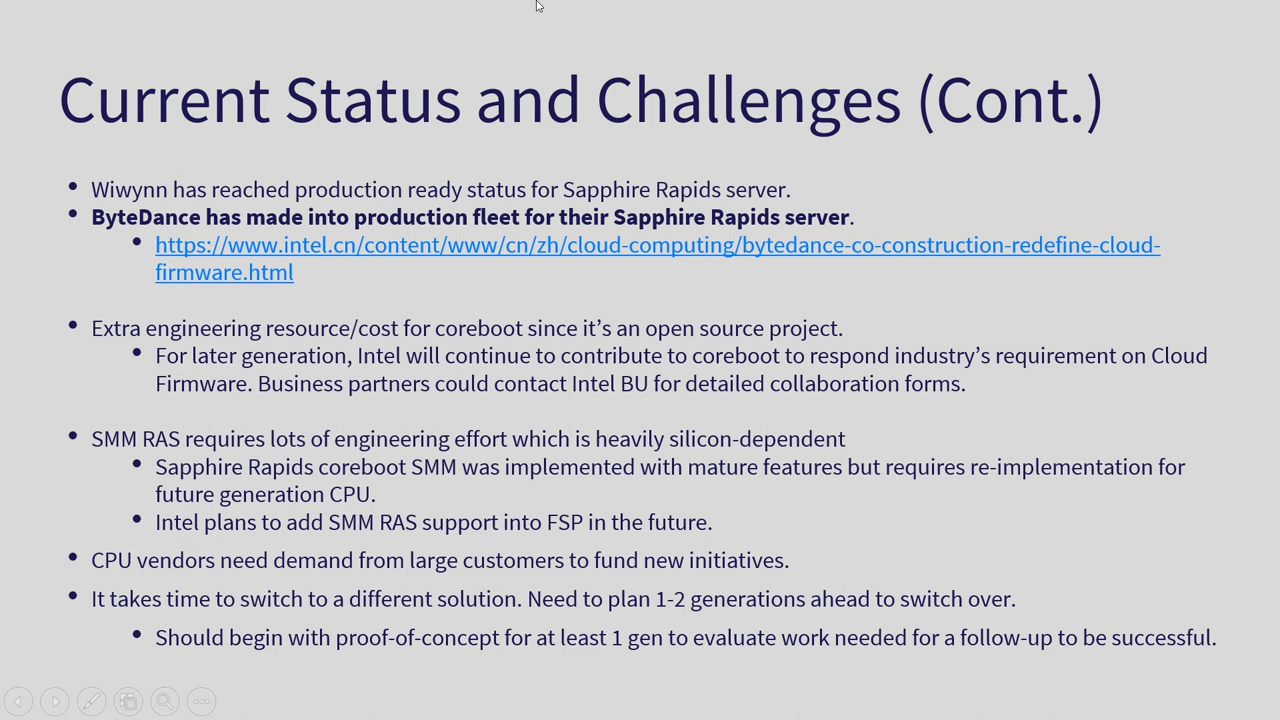 Current Status and Challenges (Cont.)
• Wiwynn has reached production ready status for Sapphire Rapids server.
• ByteDance has made into production fleet for their Sapphire Rapids server.
• https://www.intel.cn/content/www/cn/zh/cloud-computing/bytedance-co-construction-redefine-cloud-
firmware.html
• Extra engineering resource/cost for coreboot since it’s an open source project.
• For later generation, Intel will continue to contribute to coreboot to respond industry’s requirement on Cloud
Firmware. Business partners could contact Intel BU for detailed collaboration forms.
• SMM RAS requires lots of engineering effort which is heavily silicon-dependent
• Sapphire Rapids coreboot SMM was implemented with mature features but requires re-implementation for
future generation CPU.
• Intel plans to add SMM RAS support into FSP in the future.
• CPU vendors need demand from large customers to fund new initiatives.
• It takes time to switch to a different solution. Need to plan 1-2 generations ahead to switch over.
• Should begin with proof-of-concept for at least 1 gen to evaluate work needed for a follow-up to be successful.